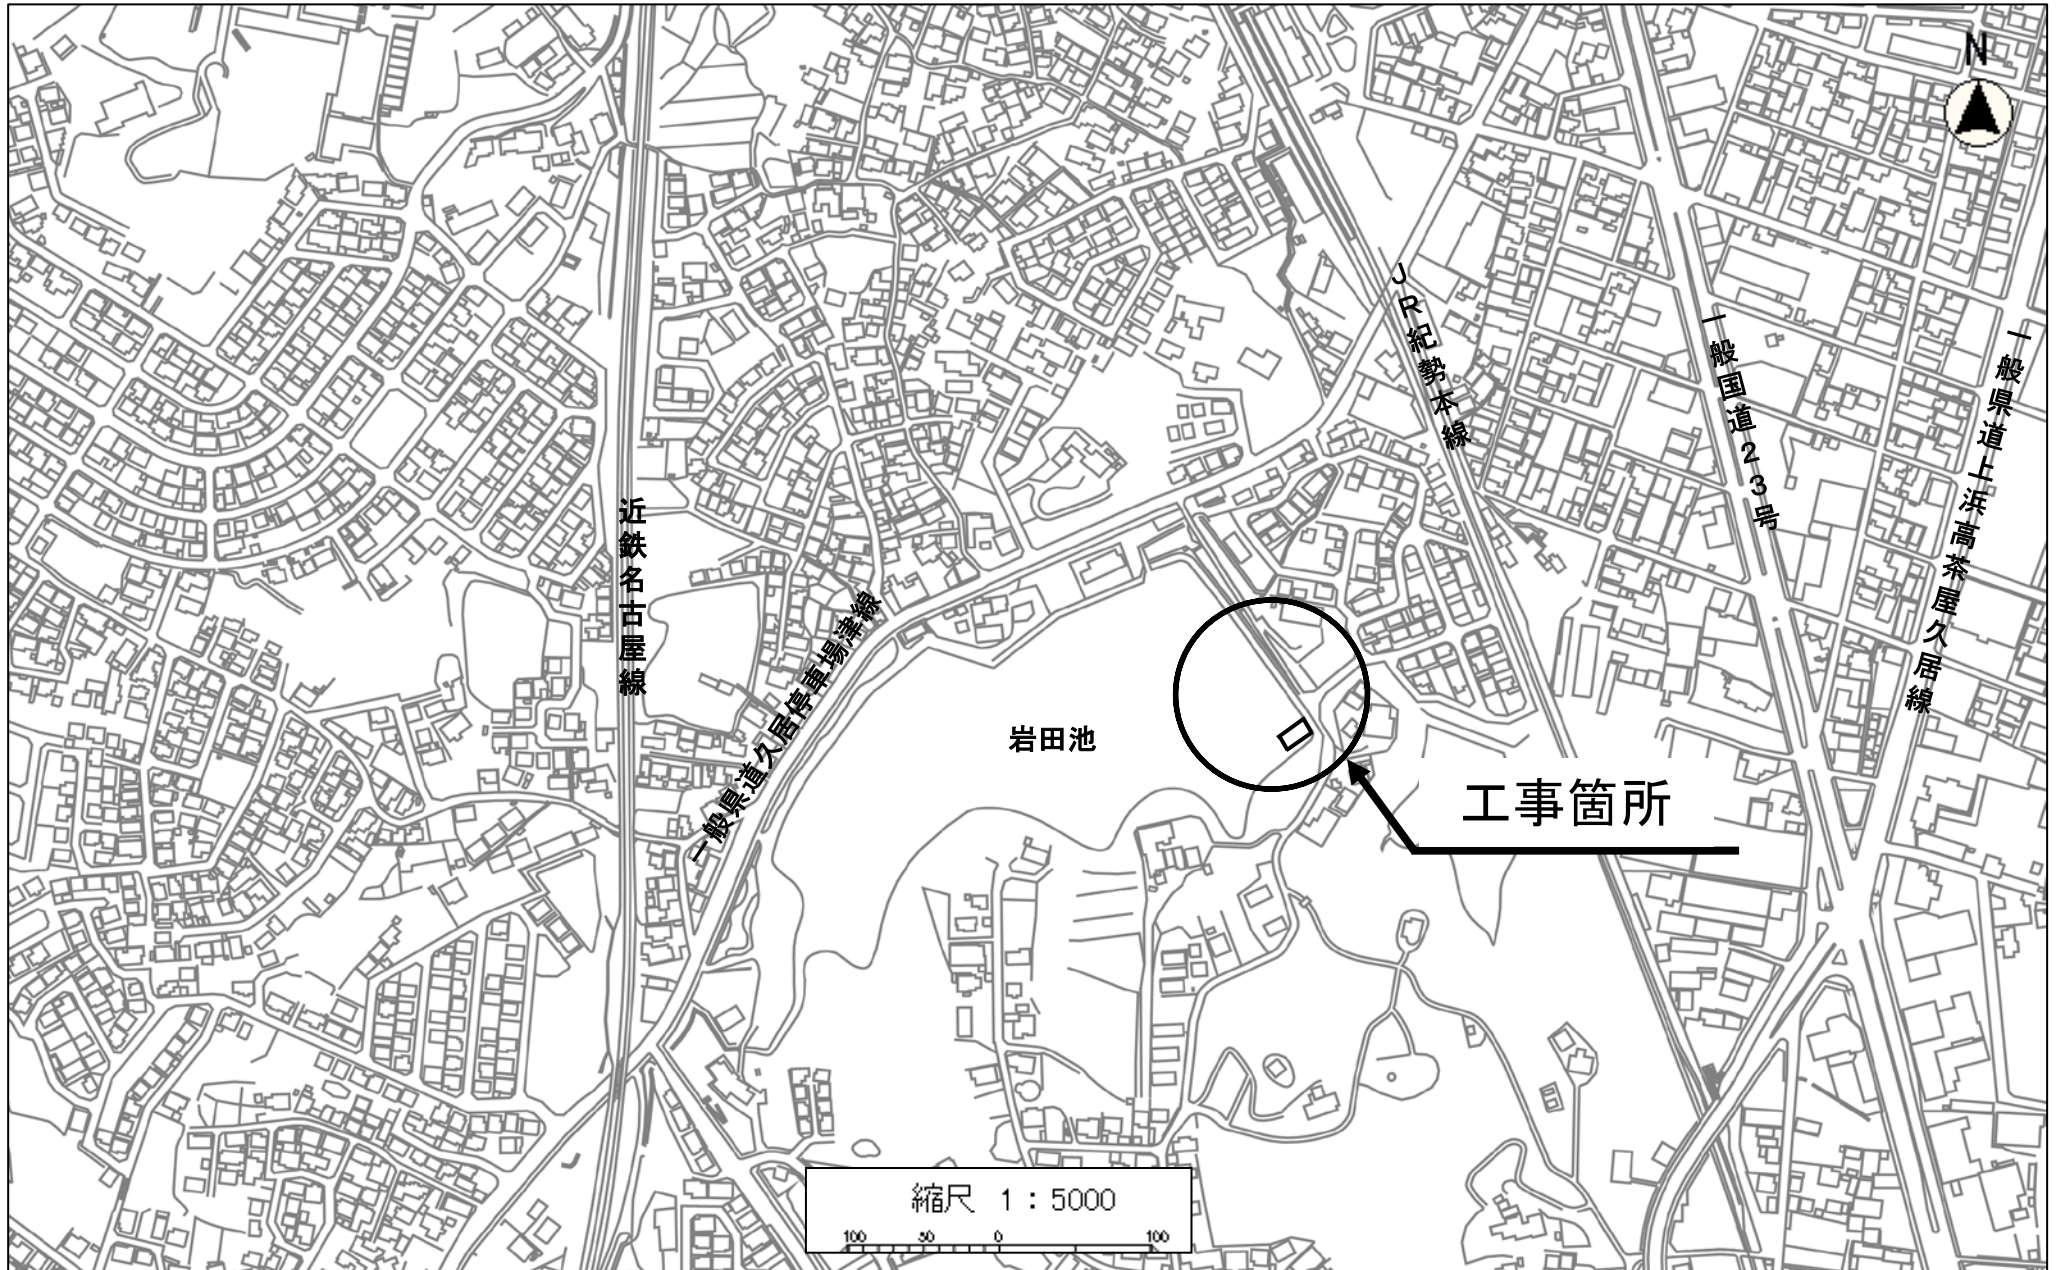 N
JR紀勢本線
一般国道23号
一般県道上浜高茶屋久居線
近鉄名古屋線
一般県道久居停車場津線
岩田池
工事箇所
縮尺 1:5000
100 50 0 100